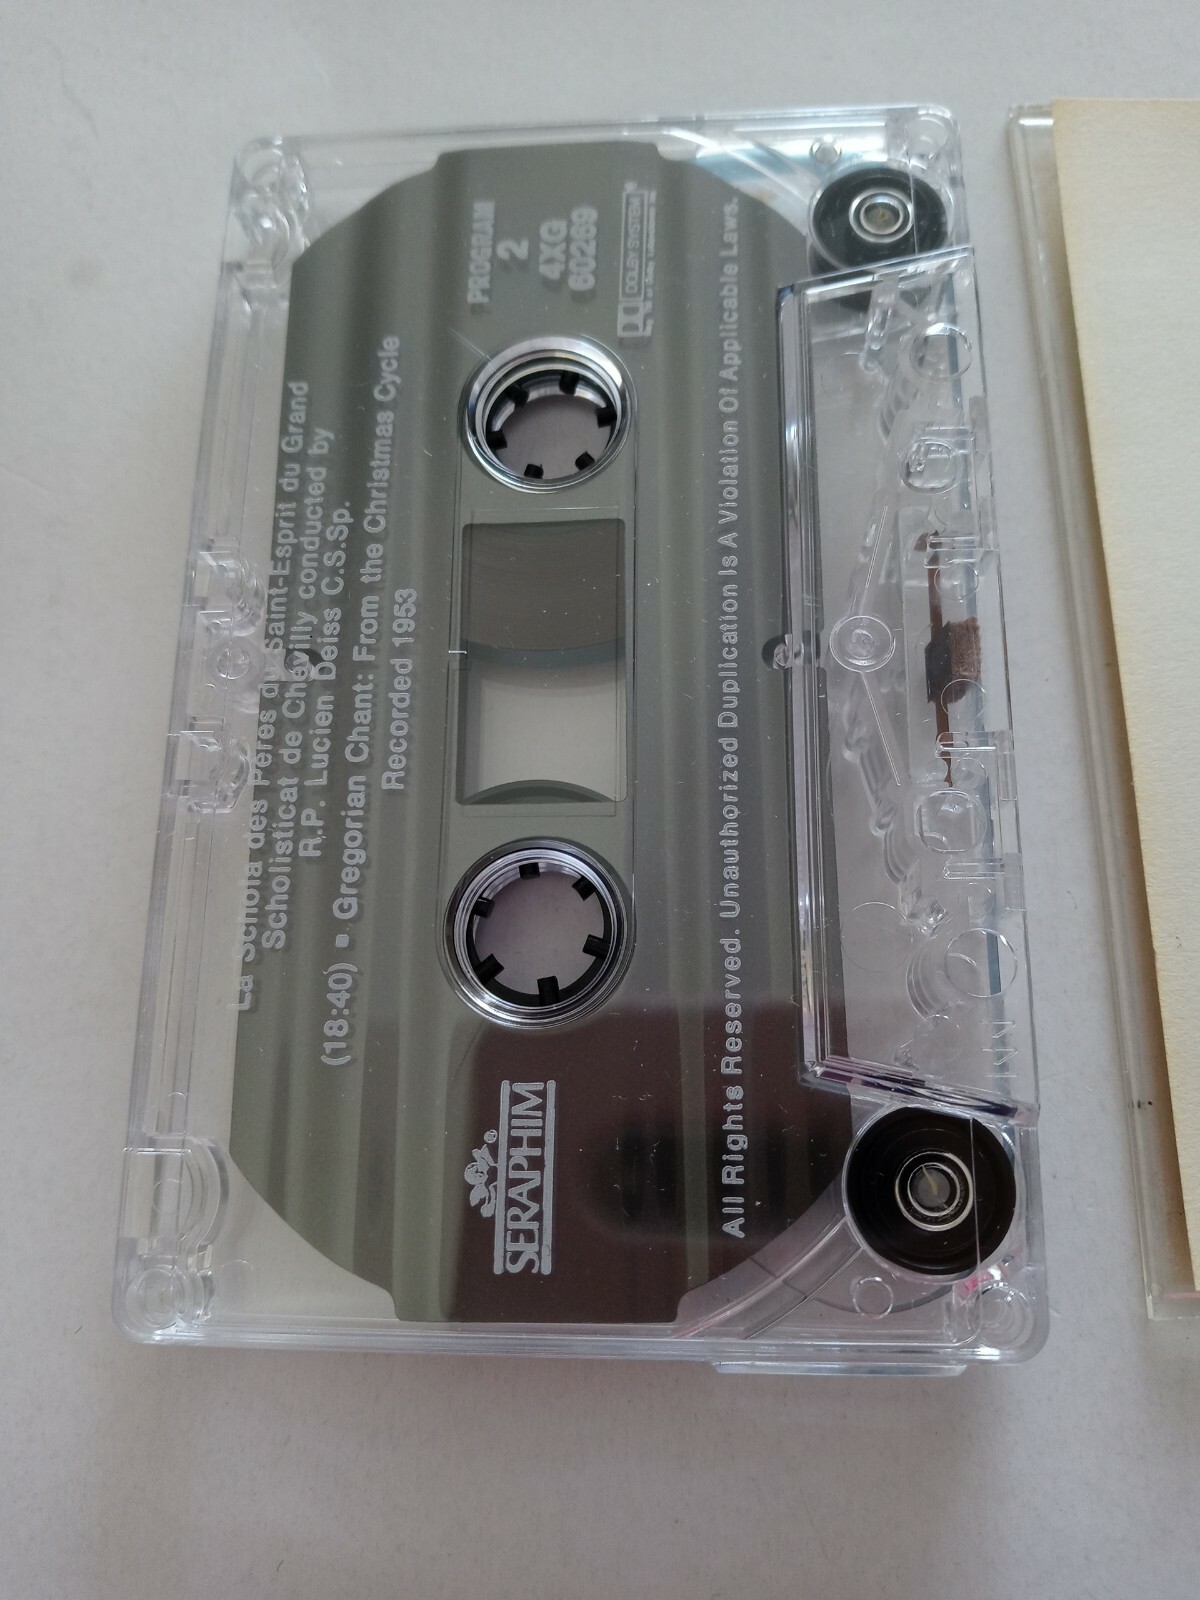 La Schola des Pères du Saint-Esprit du Grand
Scholisticat de Chevilly conducted by
R.P. Lucien Deiss C.S.Sp.
(18:40) ▪ Gregorian Chant: From the Christmas Cycle
Recorded 1953
PROGRAM
2
4XG
60289
DOLBY SYSTEM®
SERAPHIM®
All Rights Reserved. Unauthorized Duplication Is A Violation Of Applicable Laws.